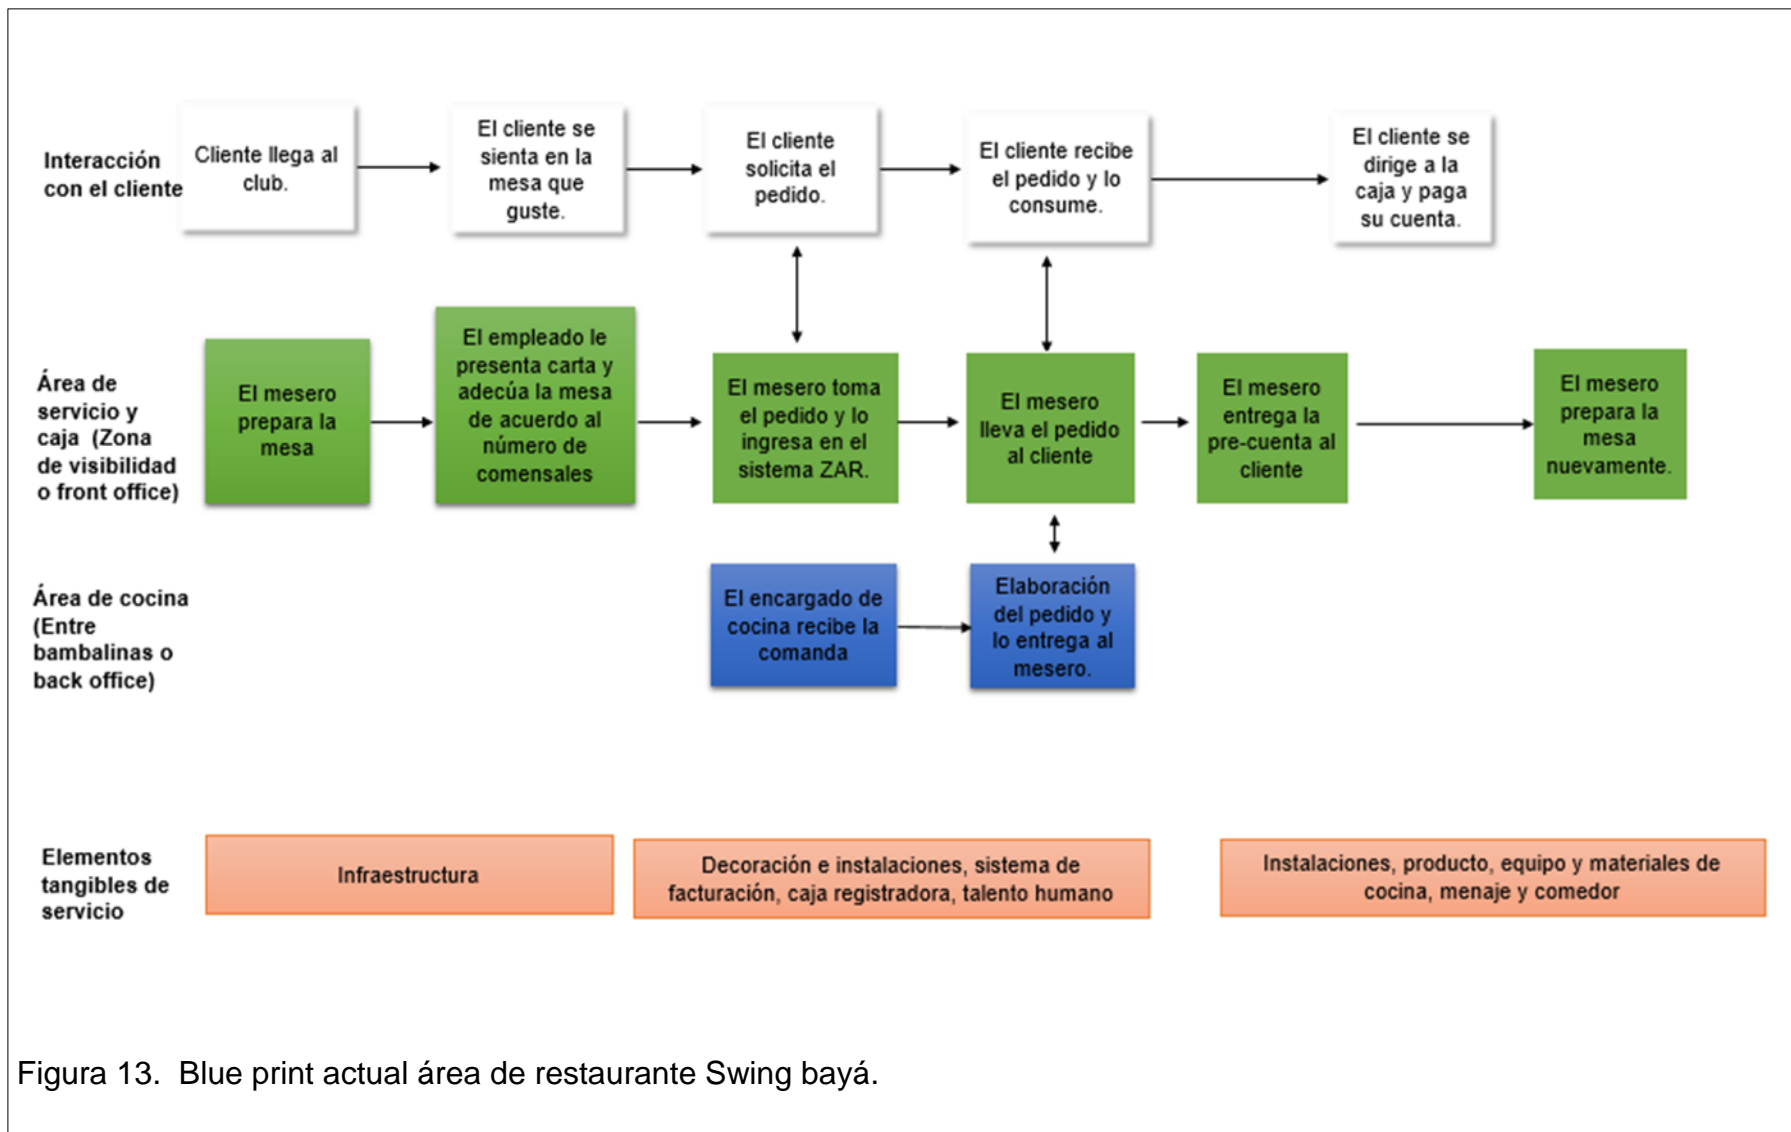 Interacción
con el cliente
Cliente llega al
club.
El cliente se
sienta en la
mesa que
guste.
El cliente
solicita el
pedido.
El cliente recibe
el pedido y lo
consume.
El cliente se
dirige a la
caja y paga
su cuenta.
Área de
servicio y
caja (Zona
de visibilidad
o front office)
El mesero
prepara la
mesa
El empleado le
presenta carta y
adecúa la mesa
de acuerdo al
número de
comensales
El mesero toma
el pedido y lo
ingresa en el
sistema ZAR.
El mesero
lleva el pedido
al cliente
El mesero
entrega la
pre-cuenta al
cliente
El mesero
prepara la
mesa
nuevamente.
Área de cocina
(Entre
bambalinas o
back office)
El encargado de
cocina recibe la
comanda
Elaboración
del pedido y
lo entrega al
mesero.
Elementos
tangibles de
servicio
Infraestructura
Decoración e instalaciones, sistema de
facturación, caja registradora, talento humano
Instalaciones, producto, equipo y materiales de
cocina, menaje y comedor
Figura 13. Blue print actual área de restaurante Swing bayá.